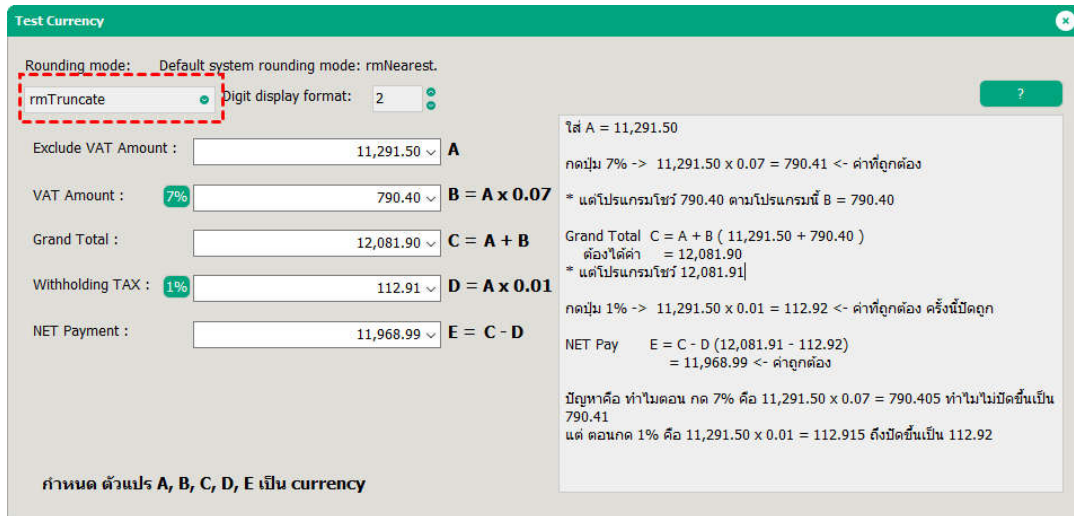 Test Currency
Rounding mode: Default system rounding mode: rmNearest.
rmTruncate Digit display format: 2
?
Exclude VAT Amount : 11,291.50 A
VAT Amount : 7% 790.40 B = A x 0.07
Grand Total : 12,081.90 C = A + B
Withholding TAX : 1% 112.91 D = A x 0.01
NET Payment : 11,968.99 E = C - D
ใส่ A = 11,291.50
กดปุ่ม 7% -> 11,291.50 x 0.07 = 790.41 <- ค่าที่ถูกต้อง
* แต่โปรแกรมโชว์ 790.40 ตามโปรแกรมนี้ B = 790.40
Grand Total C = A + B ( 11,291.50 + 790.40 )
ต้องได้ค่า = 12,081.90
* แต่โปรแกรมโชว์ 12,081.91
กดปุ่ม 1% -> 11,291.50 x 0.01 = 112.92 <- ค่าที่ถูกต้อง ครั้งนี้ปัดถูก
NET Pay E = C - D (12,081.91 - 112.92)
= 11,968.99 <- ค่าถูกต้อง
ปัญหาคือ ทำไมตอน กด 7% คือ 11,291.50 x 0.07 = 790.405 ทำไมไม่ปัดขึ้นเป็น
790.41
แต่ ตอนกด 1% คือ 11,291.50 x 0.01 = 112.915 ถึงปัดขึ้นเป็น 112.92
กำหนด ตัวแปร A, B, C, D, E เป็น currency